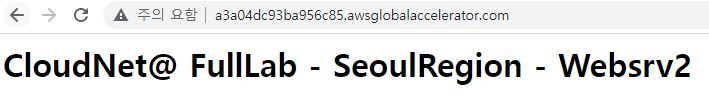 주의 요함 | a3a04dc93ba956c85.awsglobalaccelerator.com
CloudNet@ FullLab - SeoulRegion - Websrv2